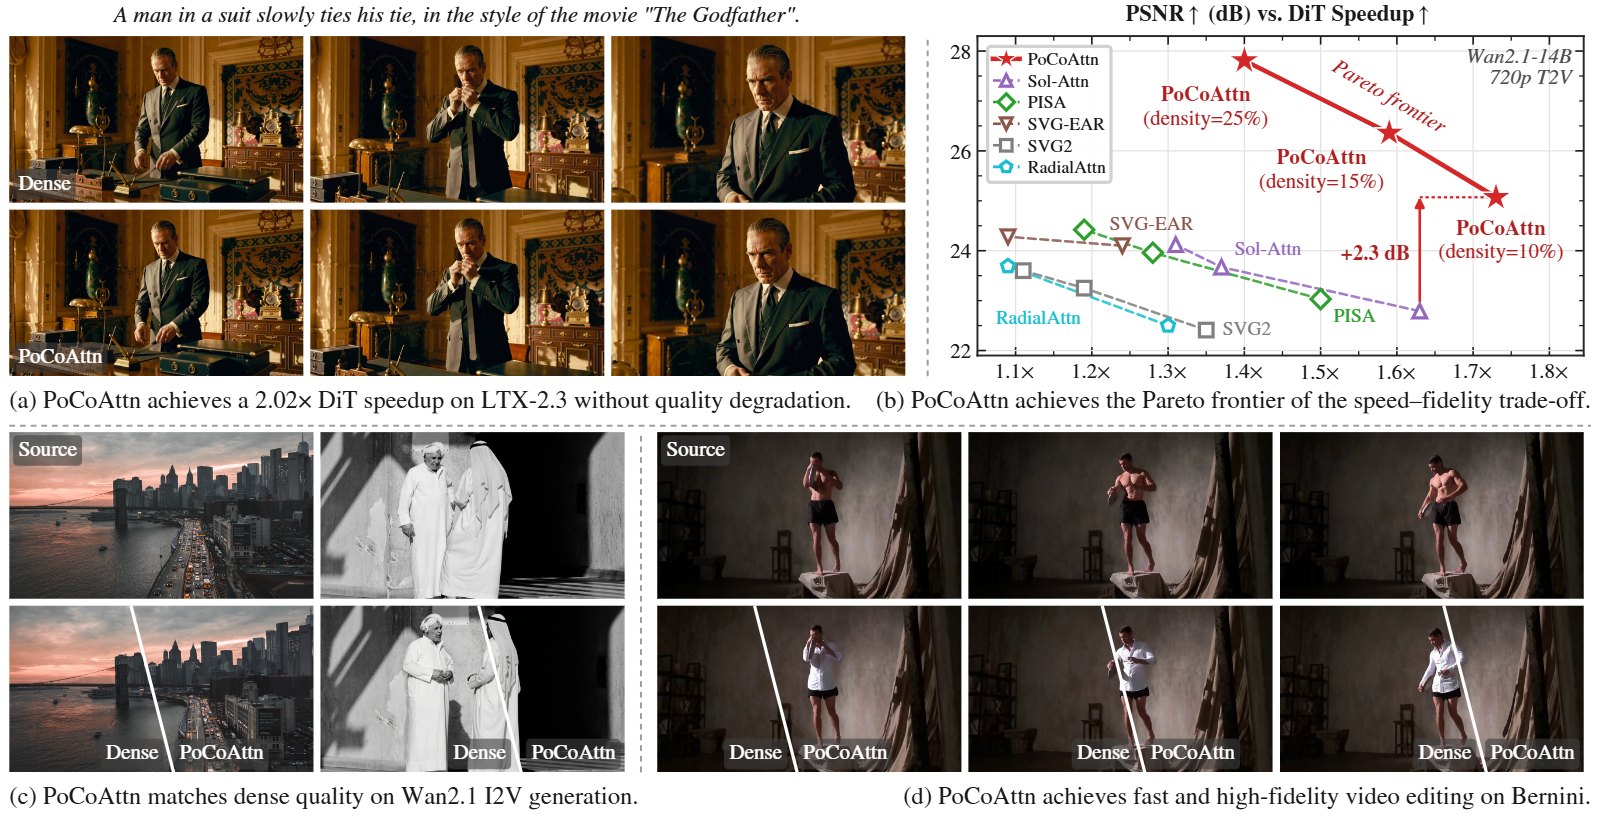 A man in a suit slowly ties his tie, in the style of the movie "The Godfather".
Dense
PoCoAttn
(a) PoCoAttn achieves a 2.02× DiT speedup on LTX-2.3 without quality degradation.
PSNR↑ (dB) vs. DiT Speedup↑
PoCoAttn
Sol-Attn
PISA
SVG-EAR
SVG2
RadialAttn
Wan2.1-14B
720p T2V
Pareto frontier
PoCoAttn
(density=25%)
PoCoAttn
(density=15%)
PoCoAttn
(density=10%)
+2.3 dB
SVG-EAR
Sol-Attn
RadialAttn
SVG2
PISA
28
26
24
22
1.1× 1.2× 1.3× 1.4× 1.5× 1.6× 1.7× 1.8×
(b) PoCoAttn achieves the Pareto frontier of the speed–fidelity trade-off.
Source
Dense PoCoAttn
Dense PoCoAttn
(c) PoCoAttn matches dense quality on Wan2.1 I2V generation.
Source
Dense PoCoAttn
Dense PoCoAttn
Dense PoCoAttn
(d) PoCoAttn achieves fast and high-fidelity video editing on Bernini.